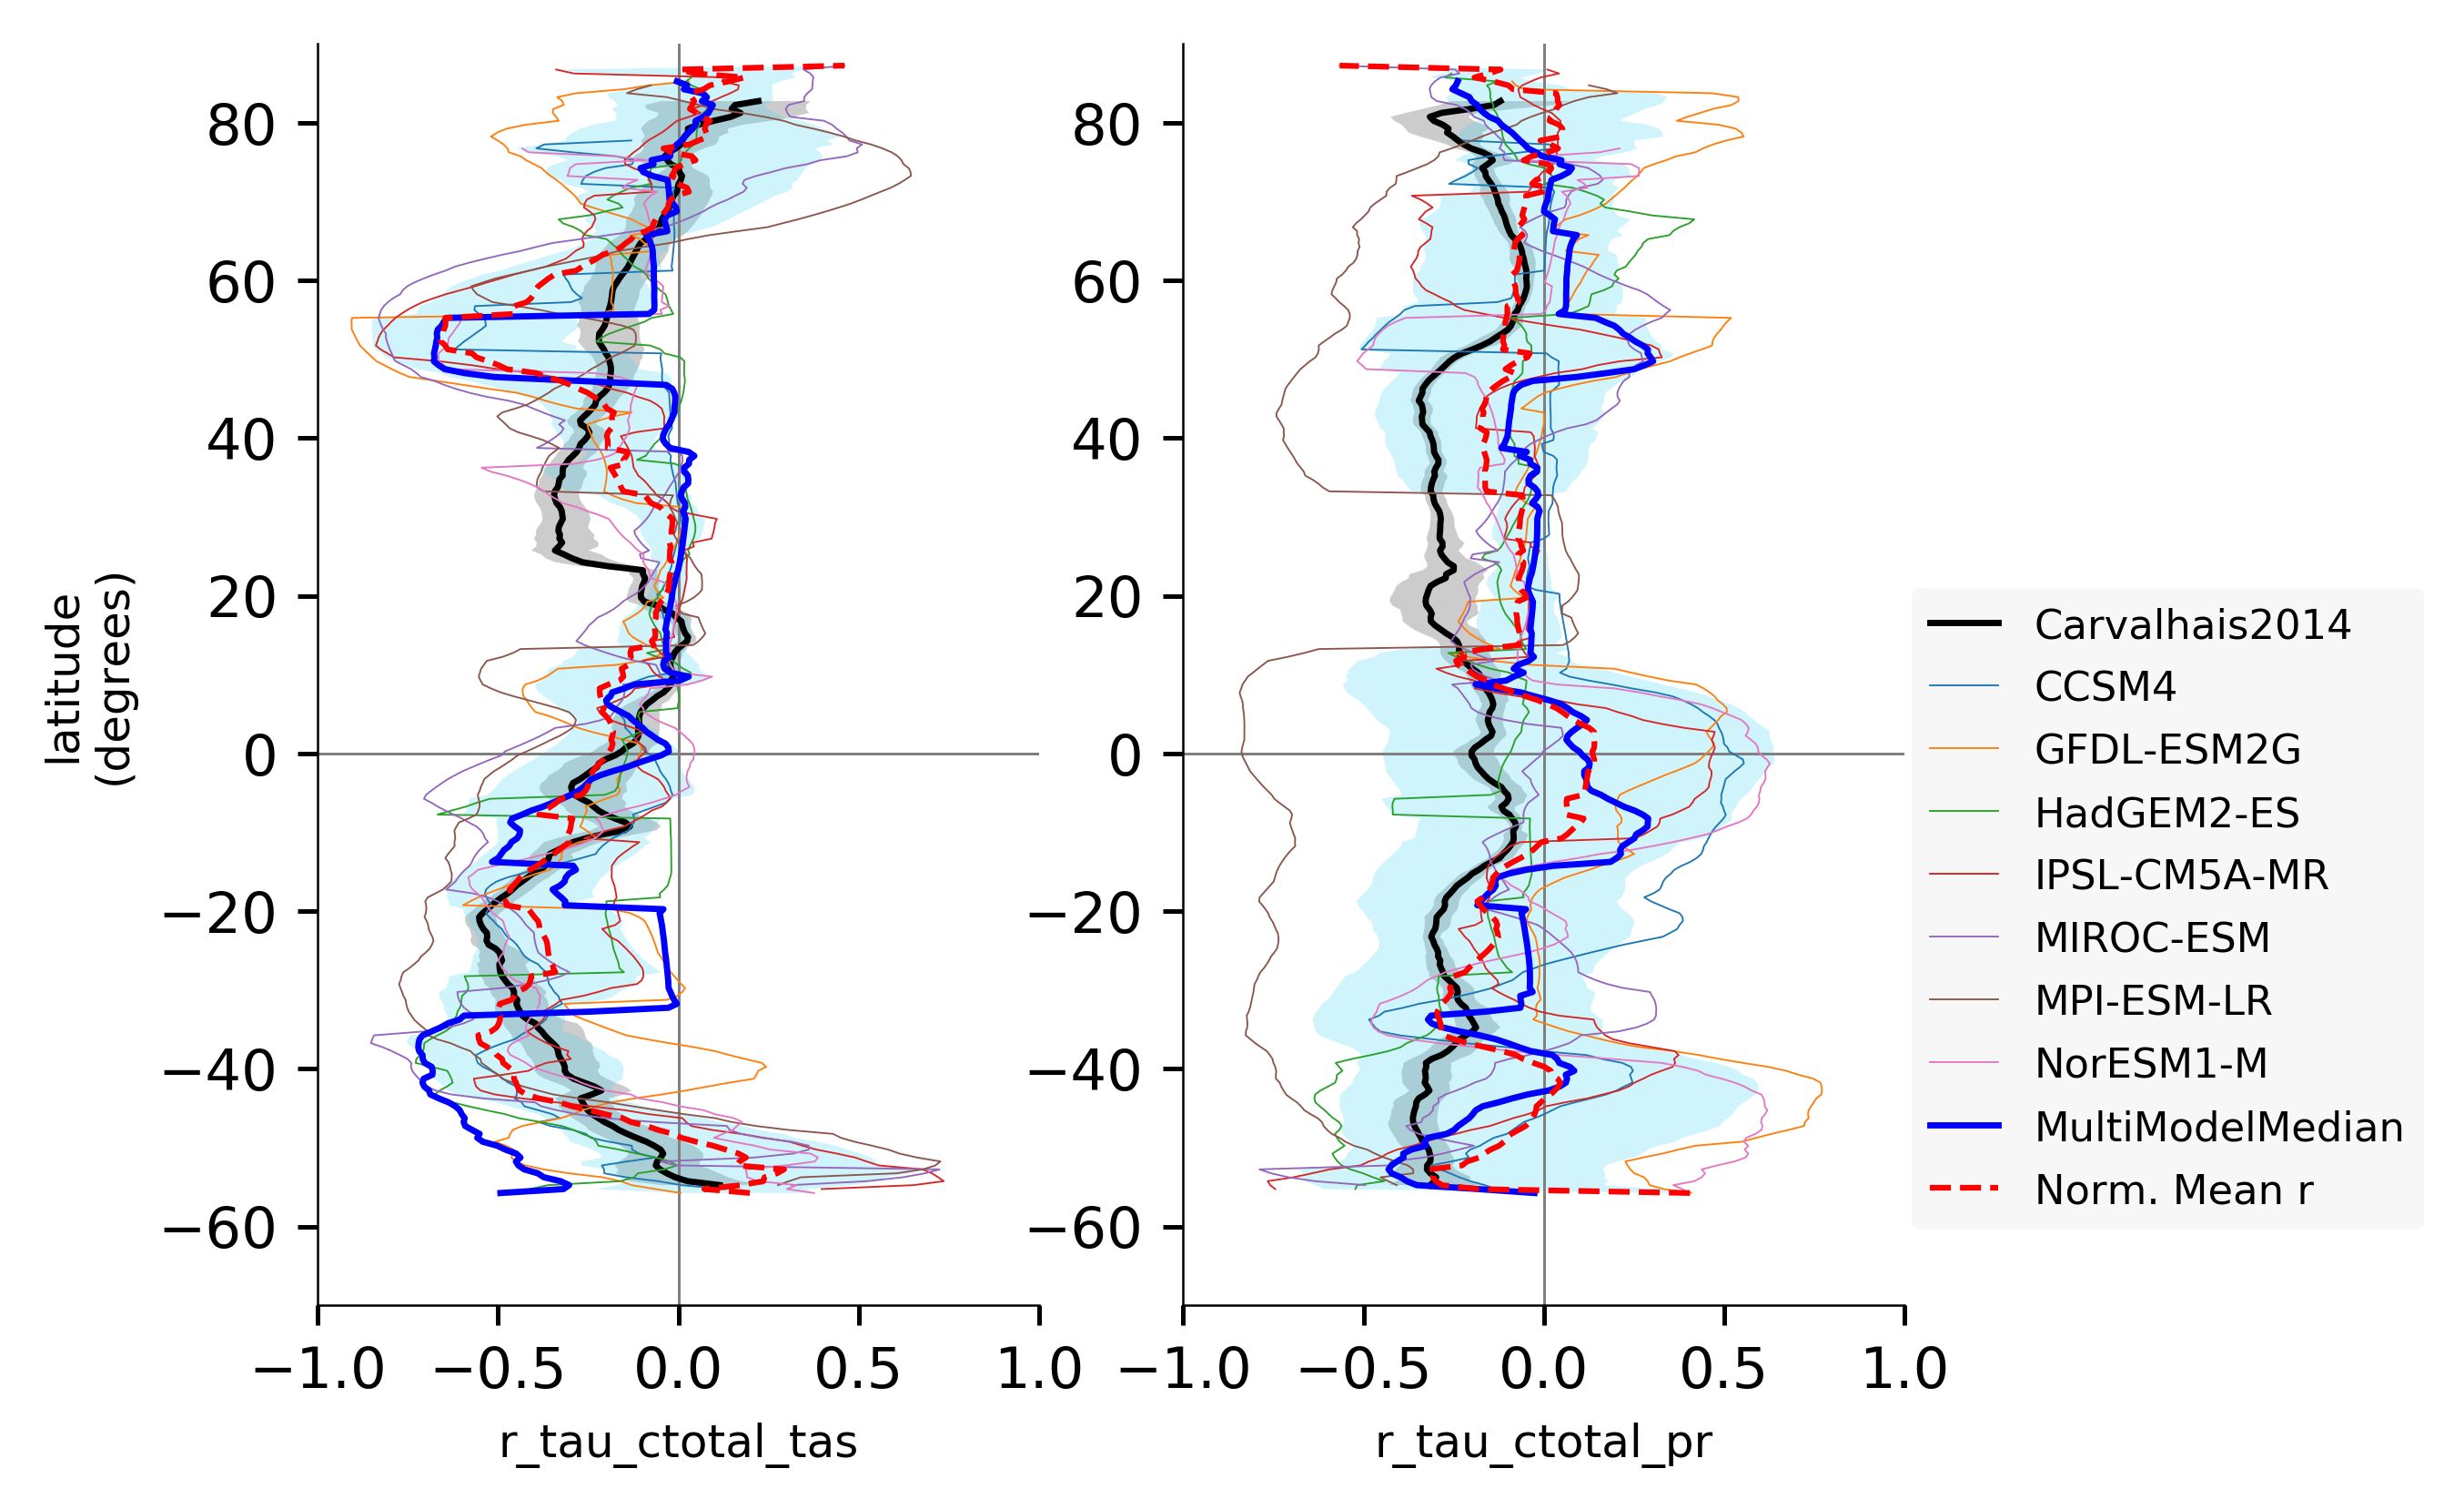 latitude
(degrees)
80
60
40
20
0
−20
−40
−60
−1.0
−0.5
0.0
0.5
1.0
r_tau_ctotal_tas
80
60
40
20
0
−20
−40
−60
−1.0
−0.5
0.0
0.5
1.0
r_tau_ctotal_pr
Carvalhais2014
CCSM4
GFDL-ESM2G
HadGEM2-ES
IPSL-CM5A-MR
MIROC-ESM
MPI-ESM-LR
NorESM1-M
MultiModelMedian
Norm. Mean r